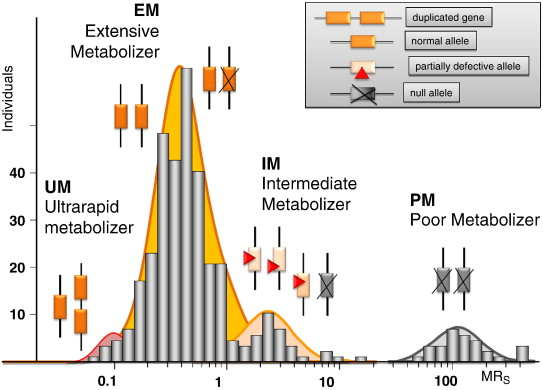 EM
Extensive
Metabolizer
duplicated gene
normal allele
partially defective allele
null allele
Individuals
UM
Ultrarapid
metabolizer
IM
Intermediate
Metabolizer
PM
Poor Metabolizer
40
30
20
10
0.1
1
10
100
MRS